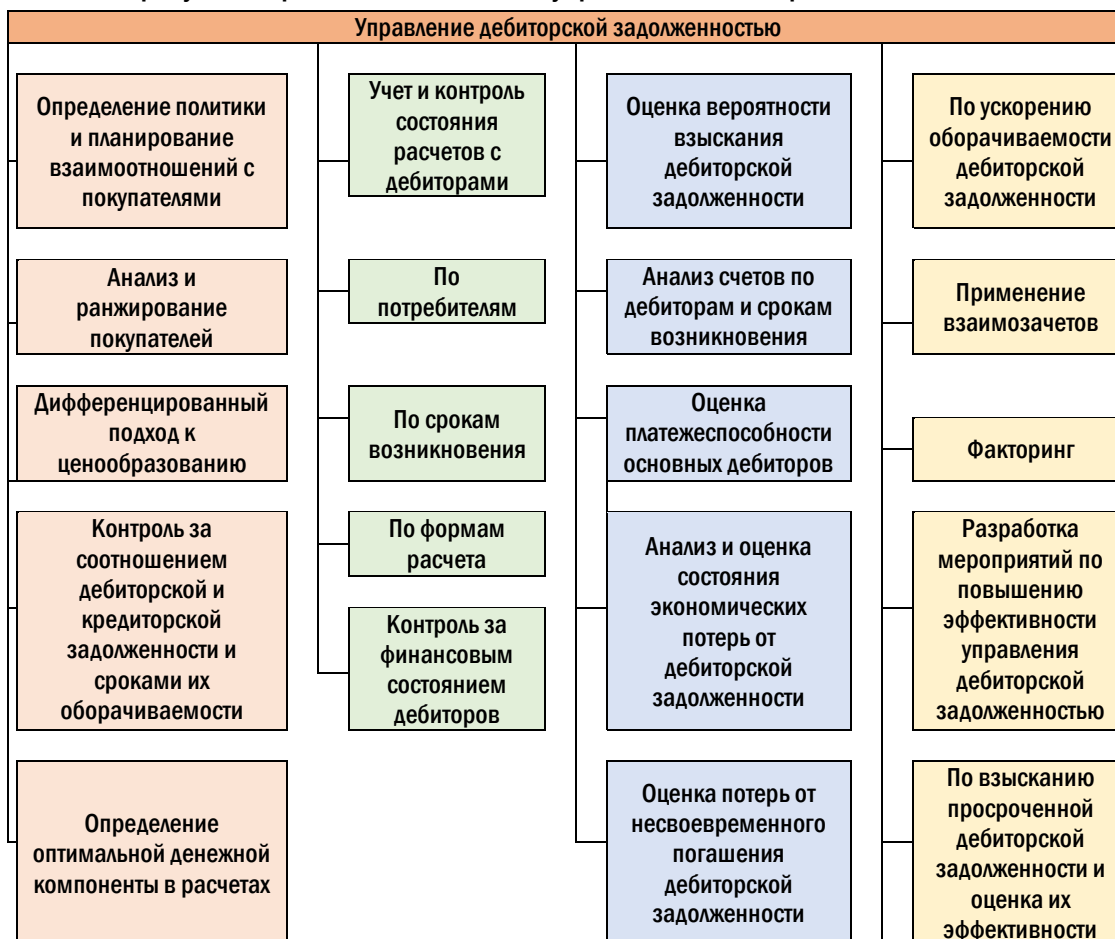 Управление дебиторской задолженностью
Определение политики
и планирование
взаимоотношений с
покупателями
Анализ и
ранжирование
покупателей
Дифференцированный
подход к
ценообразованию
Контроль за
соотношением
дебиторской и
кредиторской
задолженности и
сроками их
оборачиваемости
Определение
оптимальной денежной
компоненты в расчетах
Учет и контроль
состояния
расчетов с
дебиторами
По
потребителям
По срокам
возникновения
По формам
расчета
Контроль за
финансовым
состоянием
дебиторов
Оценка вероятности
взыскания
дебиторской
задолженности
Анализ счетов по
дебиторам и срокам
возникновения
Оценка
платежеспособности
основных дебиторов
Анализ и оценка
состояния
экономических
потерь от
дебиторской
задолженности
Оценка потерь от
несвоевременного
погашения
дебиторской
задолженности
По ускорению
оборачиваемости
дебиторской
задолженности
Применение
взаимозачетов
Факторинг
Разработка
мероприятий по
повышению
эффективности
управления
дебиторской
задолженностью
По взысканию
просроченной
дебиторской
задолженности и
оценка их
эффективности